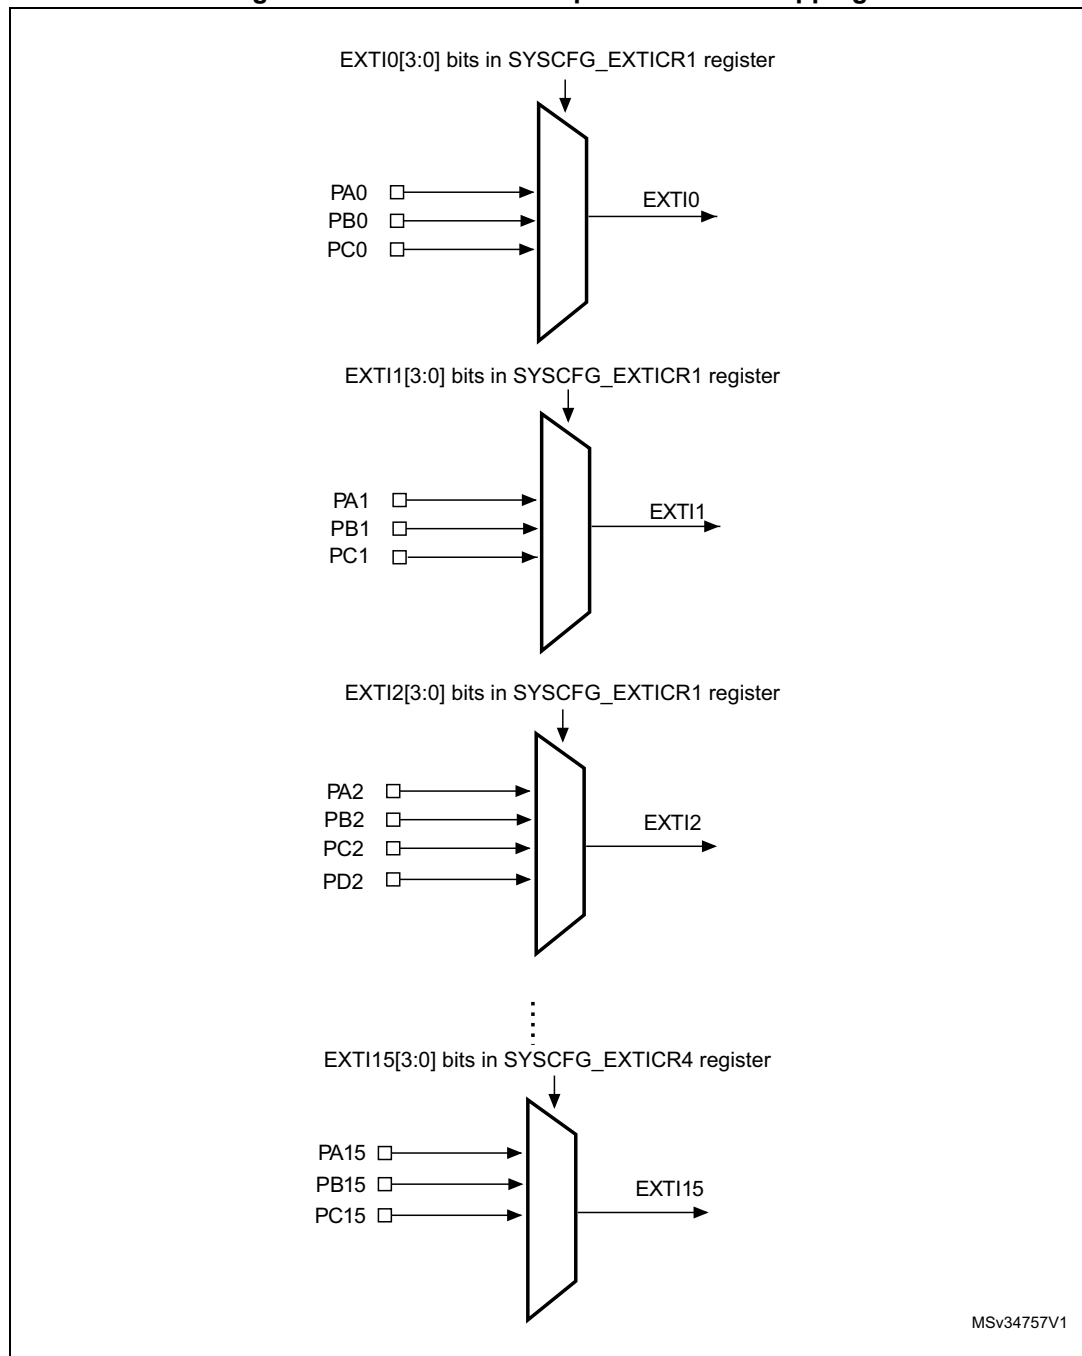 EXTI0[3:0] bits in SYSCFG_EXTICR1 register
PA0
PB0
PC0
EXTI0
EXTI1[3:0] bits in SYSCFG_EXTICR1 register
PA1
PB1
PC1
EXTI1
EXTI2[3:0] bits in SYSCFG_EXTICR1 register
PA2
PB2
PC2
PD2
EXTI2
EXTI15[3:0] bits in SYSCFG_EXTICR4 register
PA15
PB15
PC15
EXTI15
MSv34757V1